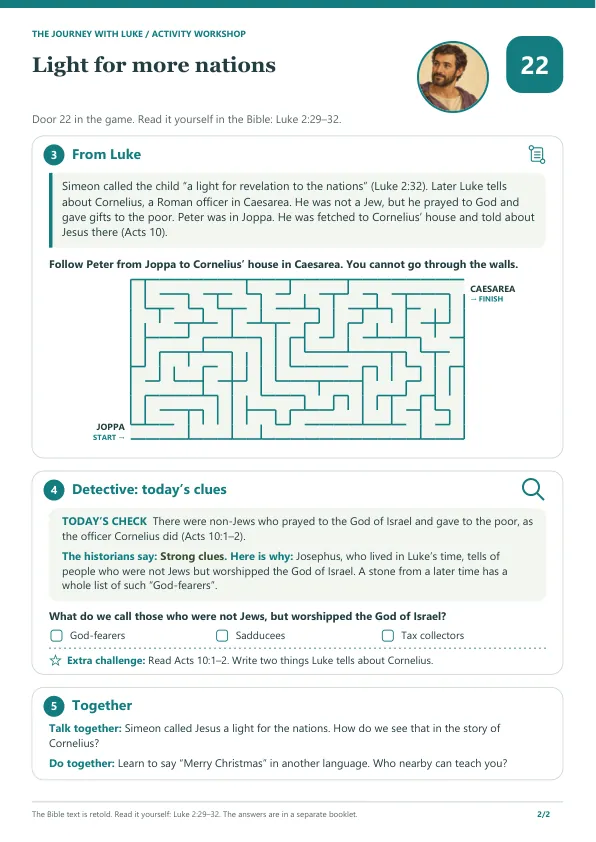 THE JOURNEY WITH LUKE / ACTIVITY WORKSHOP
Light for more nations
22
Door 22 in the game. Read it yourself in the Bible: Luke 2:29–32.
3 From Luke
Simeon called the child “a light for revelation to the nations” (Luke 2:32). Later Luke tells
about Cornelius, a Roman officer in Caesarea. He was not a Jew, but he prayed to God and
gave gifts to the poor. Peter was in Joppa. He was fetched to Cornelius’ house and told about
Jesus there (Acts 10).
Follow Peter from Joppa to Cornelius’ house in Caesarea. You cannot go through the walls.
CAESAREA
→ FINISH
JOPPA
START →
4 Detective: today’s clues
TODAY’S CHECK There were non-Jews who prayed to the God of Israel and gave to the poor, as
the officer Cornelius did (Acts 10:1–2).
The historians say: Strong clues. Here is why: Josephus, who lived in Luke’s time, tells of
people who were not Jews but worshipped the God of Israel. A stone from a later time has a
whole list of such “God-fearers”.
What do we call those who were not Jews, but worshipped the God of Israel?
God-fearers Sadducees Tax collectors
Extra challenge: Read Acts 10:1–2. Write two things Luke tells about Cornelius.
5 Together
Talk together: Simeon called Jesus a light for the nations. How do we see that in the story of
Cornelius?
Do together: Learn to say “Merry Christmas” in another language. Who nearby can teach you?
The Bible text is retold. Read it yourself: Luke 2:29–32. The answers are in a separate booklet.
2/2